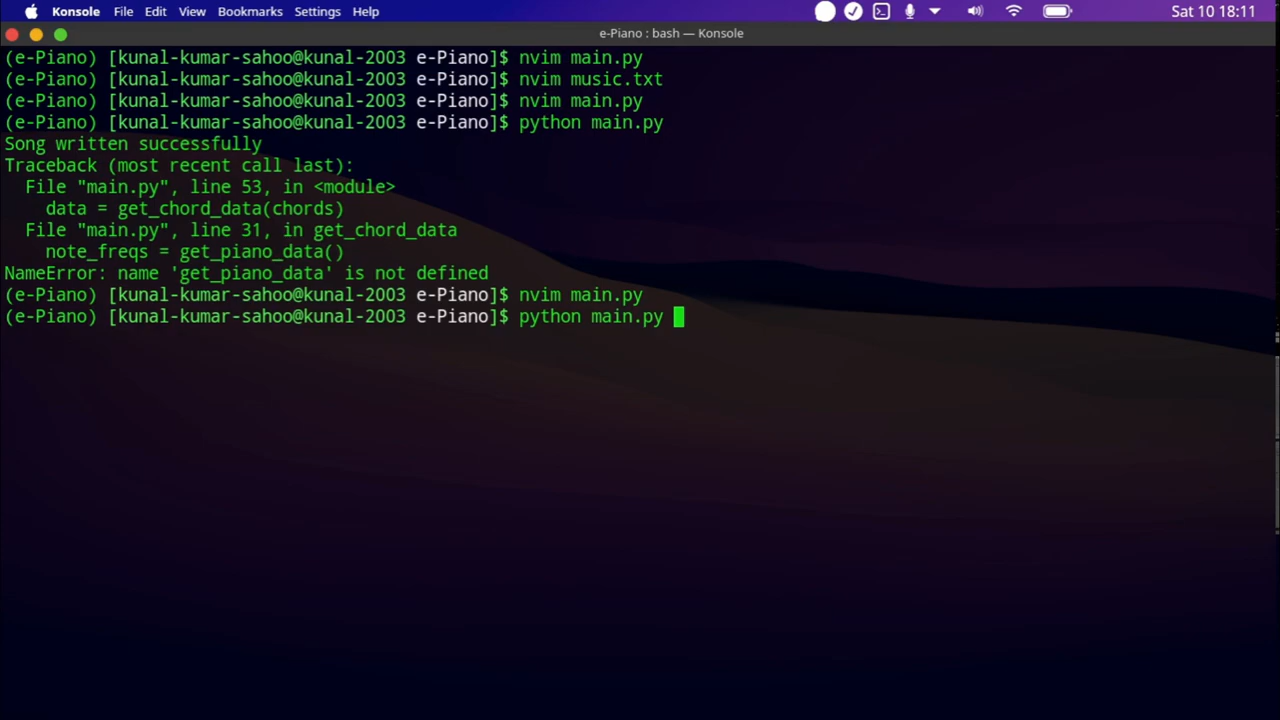 Konsole File Edit View Bookmarks Settings Help Sat 10 18:11
e-Piano : bash — Konsole
(e-Piano) [kunal-kumar-sahoo@kunal-2003 e-Piano]$ nvim main.py
(e-Piano) [kunal-kumar-sahoo@kunal-2003 e-Piano]$ nvim music.txt
(e-Piano) [kunal-kumar-sahoo@kunal-2003 e-Piano]$ nvim main.py
(e-Piano) [kunal-kumar-sahoo@kunal-2003 e-Piano]$ python main.py
Song written successfully
Traceback (most recent call last):
  File "main.py", line 53, in <module>
    data = get_chord_data(chords)
  File "main.py", line 31, in get_chord_data
    note_freqs = get_piano_data()
NameError: name 'get_piano_data' is not defined
(e-Piano) [kunal-kumar-sahoo@kunal-2003 e-Piano]$ nvim main.py
(e-Piano) [kunal-kumar-sahoo@kunal-2003 e-Piano]$ python main.py